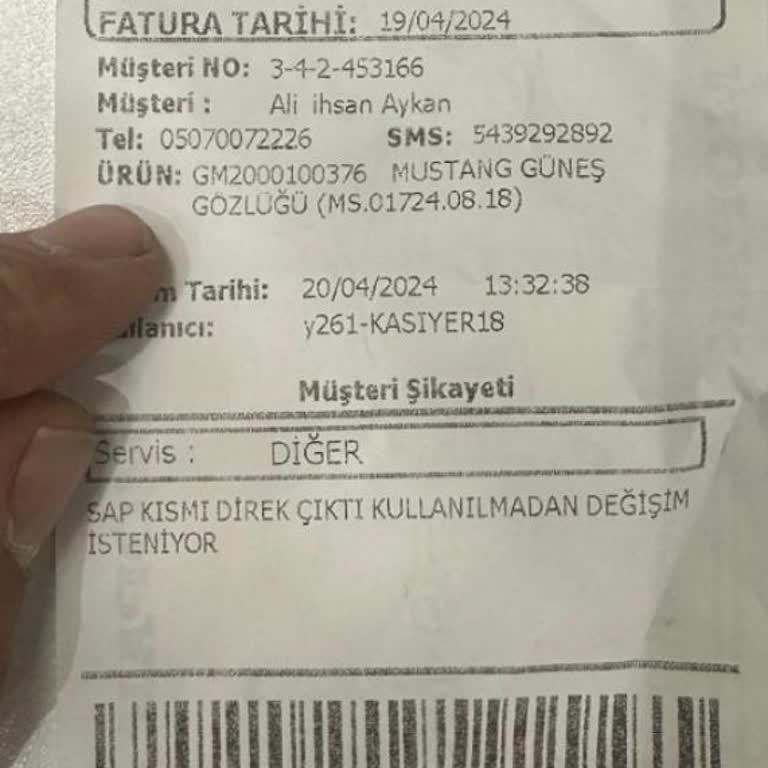 FATURA TARİHİ: 19/04/2024
Müşteri NO: 3-4-2-453166
Müşteri : Ali ihsan Aykan
Tel: 05070072226 SMS: 5439292892
ÜRÜN: GM2000100376 MUSTANG GÜNEŞ
GÖZLÜĞÜ (MS.01724.08.18)
Tarihi: 20/04/2024 13:32:38
y261-KASIYER18
Müşteri Şikayeti
Servis : DİĞER
SAP KISMI DİREK ÇIKTI KULLANILMADAN DEĞİŞİM
İSTENİYOR